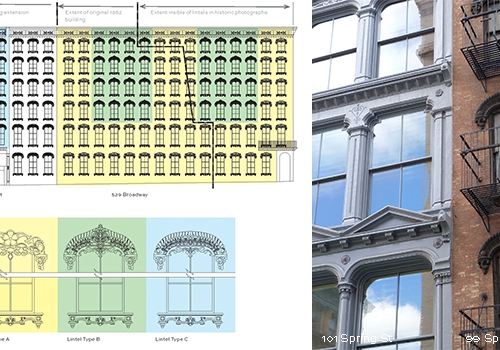 g extension
Extent of original 1852
building
Extent visible of lintels in historic photographs
529 Broadway
Lintel Type B
Lintel Type C
101 Spring St
99 Sp